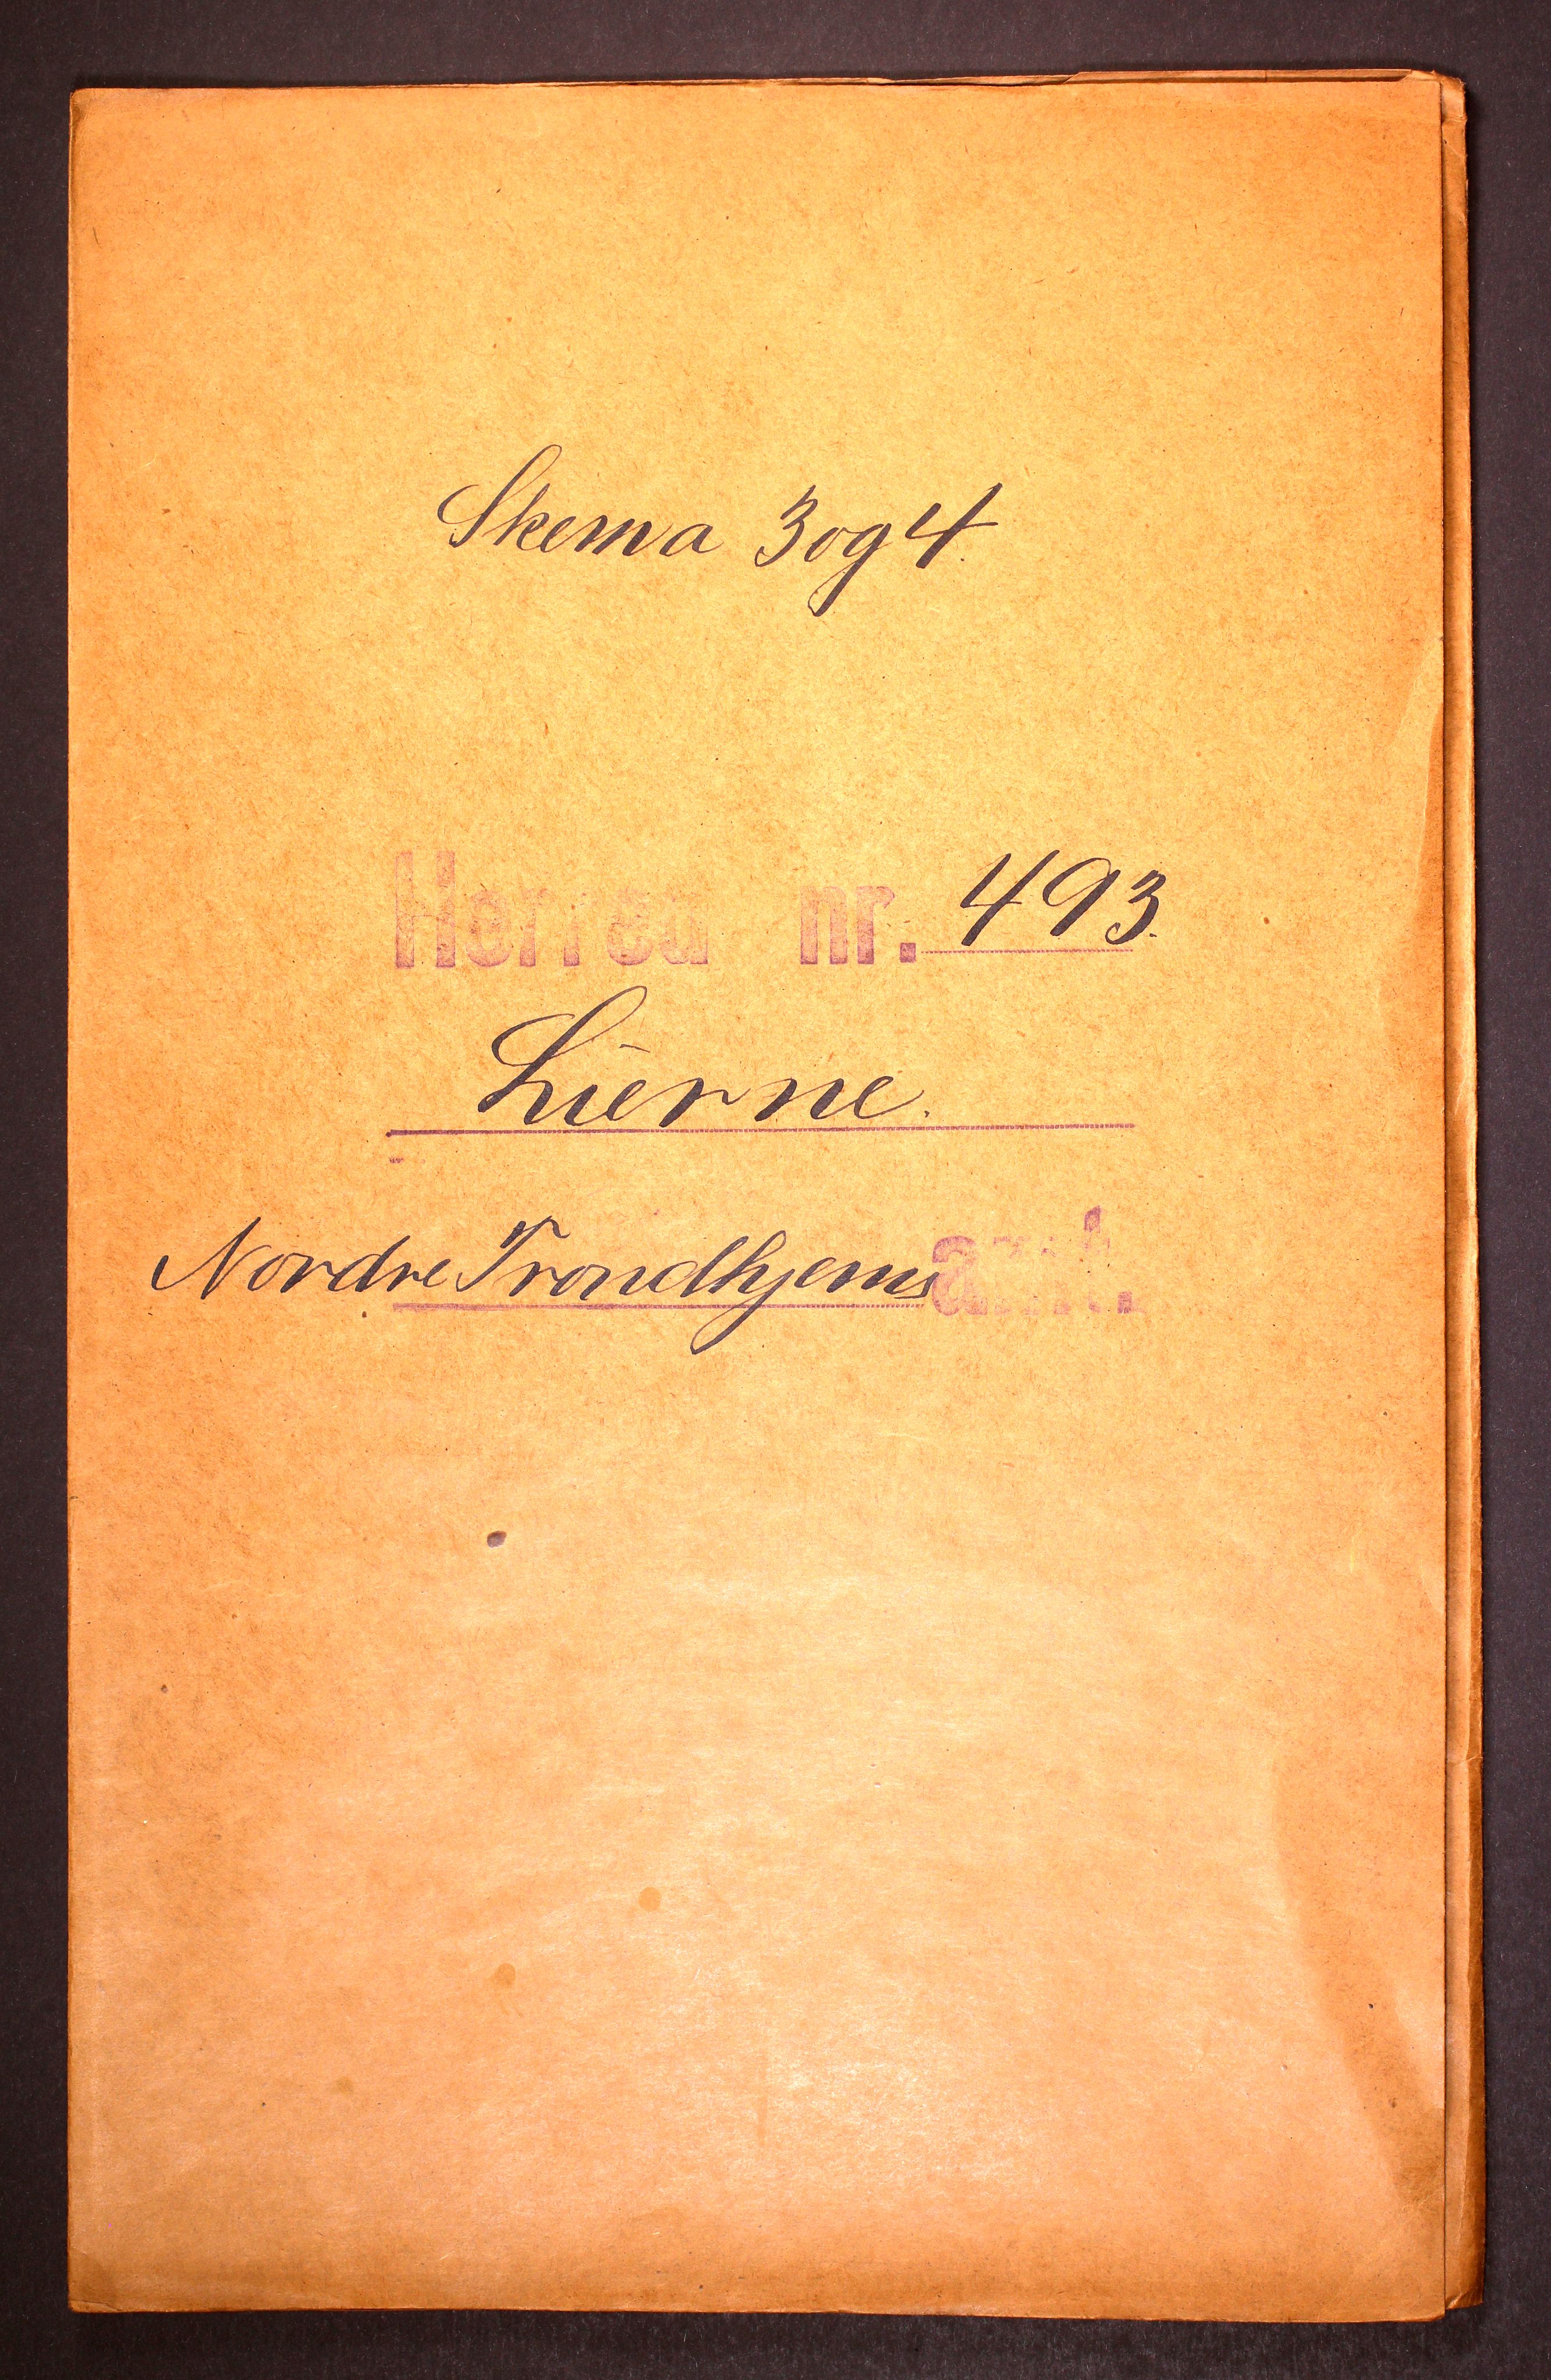 Skema 3 og 4.
Herred nr. 493.
Lierne.
Nordre Trondhjems amt.